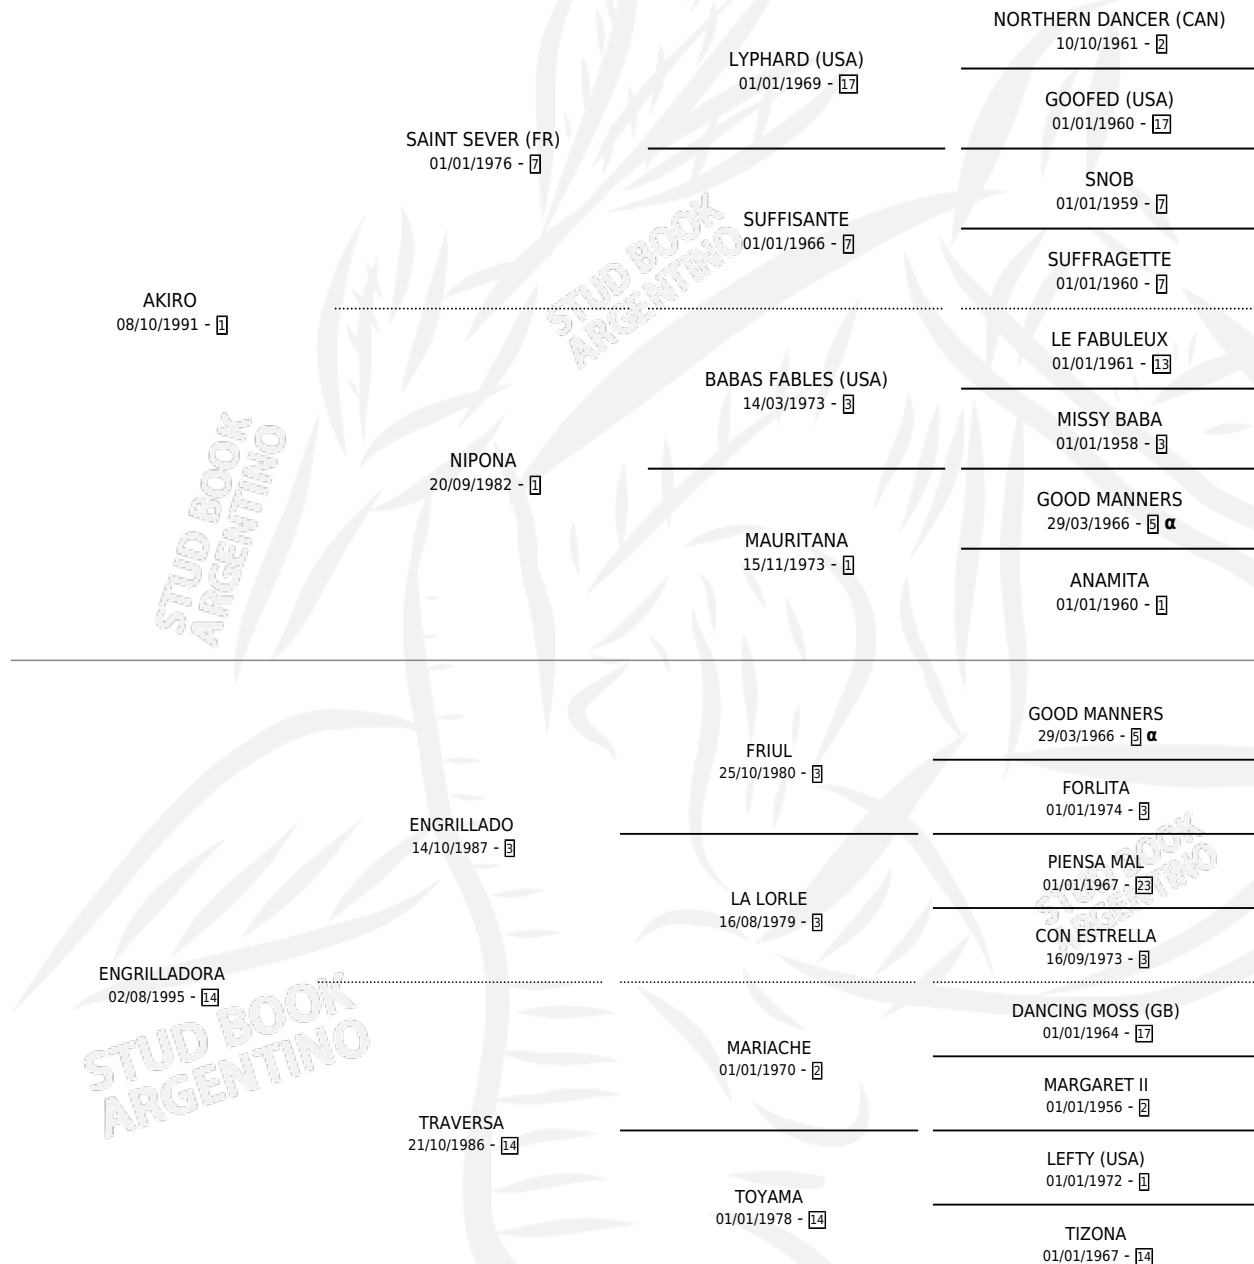 NORTHERN DANCER (CAN)
10/10/1961 - 2
LYPHARD (USA)
01/01/1969 - 17
GOOFED (USA)
01/01/1960 - 17
SAINT SEVER (FR)
01/01/1976 - 7
SNOB
01/01/1959 - 7
SUFFISANTE
01/01/1966 - 7
SUFFRAGETTE
01/01/1960 - 7
AKIRO
08/10/1991 - 1
LE FABULEUX
01/01/1961 - 13
BABAS FABLES (USA)
14/03/1973 - 3
MISSY BABA
01/01/1958 - 3
NIPONA
20/09/1982 - 1
GOOD MANNERS
29/03/1966 - 5 α
MAURITANA
15/11/1973 - 1
ANAMITA
01/01/1960 - 1
GOOD MANNERS
29/03/1966 - 5 α
FRIUL
25/10/1980 - 3
FORLITA
01/01/1974 - 3
ENGRILLADO
14/10/1987 - 3
PIENSA MAL
01/01/1967 - 23
LA LORLE
16/08/1979 - 3
CON ESTRELLA
16/09/1973 - 3
ENGRILLADORA
02/08/1995 - 14
DANCING MOSS (GB)
01/01/1964 - 17
MARIACHE
01/01/1970 - 2
MARGARET II
01/01/1956 - 2
TRAVERSA
21/10/1986 - 14
LEFTY (USA)
01/01/1972 - 1
TOYAMA
01/01/1978 - 14
TIZONA
01/01/1967 - 14
STUD BOOK
ARGENTINO
STUD BOOK
ARGENTINO
STUD BOOK
ARGENTINO
STUD BOOK
ARGENTINO